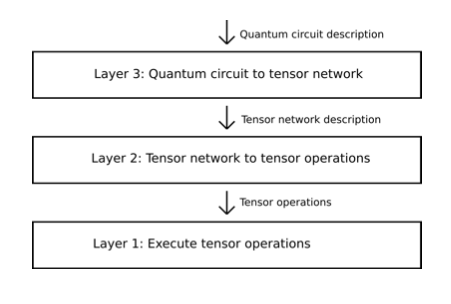 Quantum circuit description
Layer 3: Quantum circuit to tensor network
Tensor network description
Layer 2: Tensor network to tensor operations
Tensor operations
Layer 1: Execute tensor operations